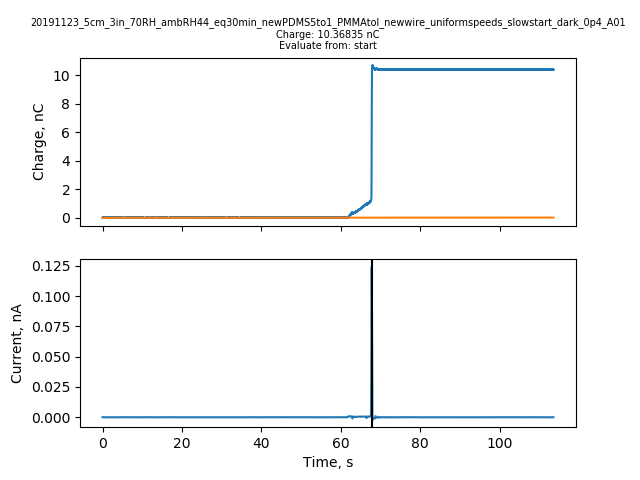 20191123_5cm_3in_70RH_ambRH44_eq30min_newPDMS5to1_PMMAtol_newwire_uniformspeeds_slowstart_dark_0p4_A01
Charge: 10.36835 nC
Evaluate from: start
10
8
6
4
2
0
Charge, nC
0.125
0.100
0.075
0.050
0.025
0.000
Current, nA
0 20 40 60 80 100
Time, s